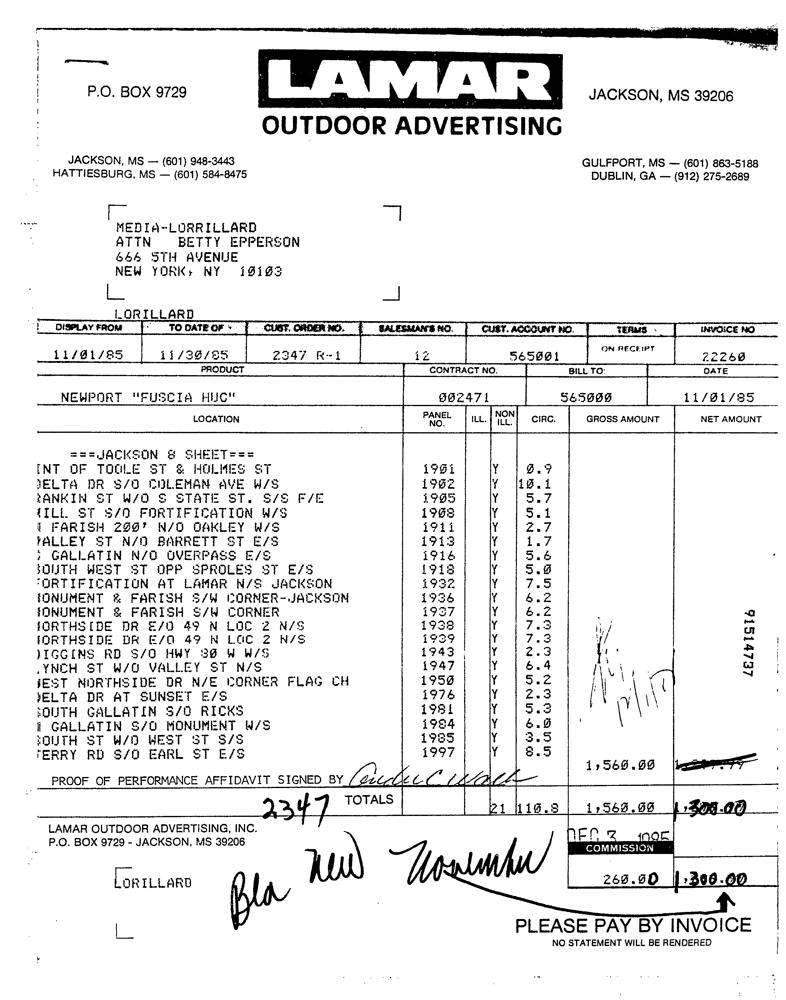 LAMAR
P.O. BOX 9729
JACKSON, MS 39206
OUTDOOR ADVERTISING
JACKSON, MS — (601) 948-3443
HATTIESBURG, MS — (601) 584-8475
GULFPORT, MS — (601) 863-5188
DUBLIN, GA — (912) 275-2689
MEDIA-LORRILLARD
ATTN BETTY EPPERSON
666 5TH AVENUE
NEW YORK, NY 10103
LORILLARD
DISPLAY FROM TO DATE OF CUST. ORDER NO. SALESMAN'S NO. CUST. ACCOUNT NO. TERMS INVOICE NO
11/01/85 11/30/85 2347 R-1 12 565001 ON RECEIPT 22260
PRODUCT CONTRACT NO. BILL TO: DATE
NEWPORT "FUSCIA HUG" 002471 565000 11/01/85
LOCATION PANEL NO. ILL. NON ILL. CIRC. GROSS AMOUNT NET AMOUNT
===JACKSON 8 SHEET===
INT OF TOOLE ST & HOLMES ST 1901 Y 0.9
DELTA DR S/O COLEMAN AVE W/S 1902 Y 10.1
RANKIN ST W/O S STATE ST. S/S F/E 1905 Y 5.7
HILL ST S/O FORTIFICATION W/S 1908 Y 5.1
FARISH 200' N/O OAKLEY W/S 1911 Y 2.7
VALLEY ST N/O BARRETT ST E/S 1913 Y 1.7
GALLATIN N/O OVERPASS E/S 1916 Y 5.6
SOUTH WEST ST OPP SPROLES ST E/S 1918 Y 5.0
FORTIFICATION AT LAMAR N/S JACKSON 1932 Y 7.5
MONUMENT & FARISH S/W CORNER-JACKSON 1936 Y 6.2
MONUMENT & FARISH S/W CORNER 1937 Y 6.2
NORTHSIDE DR E/O 49 N LOC 2 N/S 1938 Y 7.3
NORTHSIDE DR E/O 49 N LOC 2 N/S 1939 Y 7.3
WIGGINS RD S/O HWY 80 W W/S 1943 Y 2.3
LYNCH ST W/O VALLEY ST N/S 1947 Y 6.4
WEST NORTHSIDE DR N/E CORNER FLAG CH 1950 Y 5.2
DELTA DR AT SUNSET E/S 1976 Y 2.3
SOUTH GALLATIN S/O RICKS 1981 Y 5.3
GALLATIN S/O MONUMENT W/S 1984 Y 6.0
SOUTH ST W/O WEST ST S/S 1985 Y 3.5
TERRY RD S/O EARL ST E/S 1997 Y 8.5
91514737
1,560.00
PROOF OF PERFORMANCE AFFIDAVIT SIGNED BY
2347 TOTALS 21 110.8 1,560.00 1,300.00
LAMAR OUTDOOR ADVERTISING, INC.
P.O. BOX 9729 - JACKSON, MS 39206
DEC 3 1985
COMMISSION
260.00 1,300.00
LORILLARD
Bla New November
PLEASE PAY BY INVOICE
NO STATEMENT WILL BE RENDERED